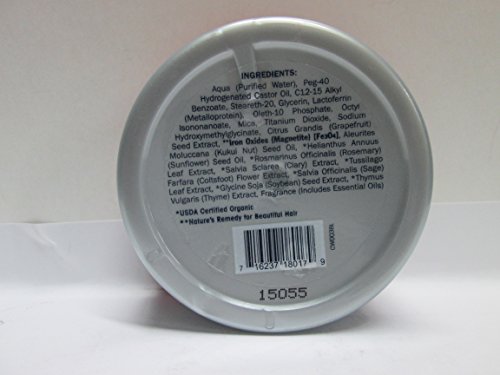 INGREDIENTS:
Aqua (Purified Water), Peg-40
Hydrogenated Castor Oil, C12-15 Alkyl
Benzoate, Steareth-20, Glycerin, Lactoferrin
(Metalloprotein), Oleth-10 Phosphate, Octyl
Isononanoate, Mica, Titanium Dioxide, Sodium
Hydroxymethylglycinate, Citrus Grandis (Grapefruit)
Seed Extract, **Iron Oxides (Magnetite) [Fe3O4], Aleurites
Moluccana (Kukui Nut) Seed Oil, *Helianthus Annuus
(Sunflower) Seed Oil, *Rosmarinus Officinalis (Rosemary)
Leaf Extract, *Salvia Sclarea (Clary) Extract, *Tussilago
Farfara (Coltsfoot) Flower Extract, *Salvia Officinalis (Sage)
Leaf Extract, *Glycine Soja (Soybean) Seed Extract, *Thymus
Vulgaris (Thyme) Extract, Fragrance (Includes Essential Oils)
*USDA Certified Organic
**Nature's Remedy for Beautiful Hair
7 16237 18017 9
15055